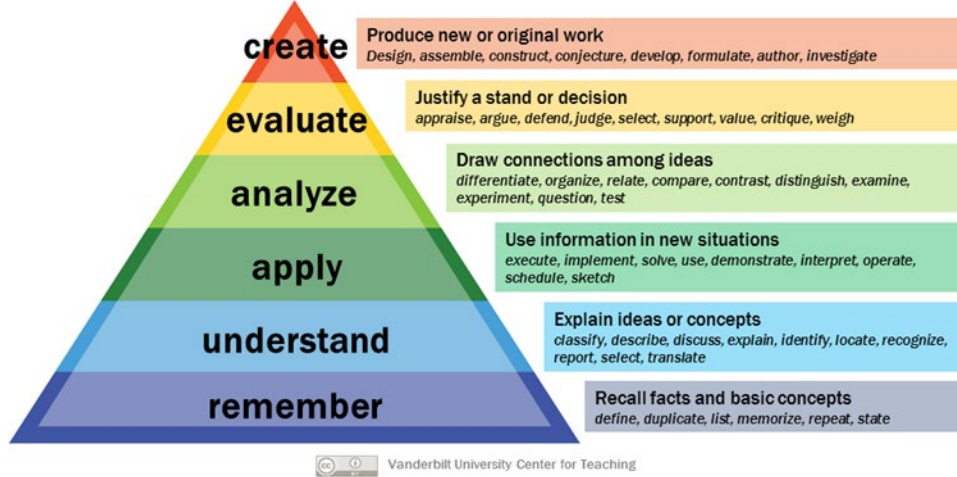 create
Produce new or original work
Design, assemble, construct, conjecture, develop, formulate, author, investigate
evaluate
Justify a stand or decision
appraise, argue, defend, judge, select, support, value, critique, weigh
analyze
Draw connections among ideas
differentiate, organize, relate, compare, contrast, distinguish, examine,
experiment, question, test
apply
Use information in new situations
execute, implement, solve, use, demonstrate, interpret, operate,
schedule, sketch
understand
Explain ideas or concepts
classify, describe, discuss, explain, identify, locate, recognize,
report, select, translate
remember
Recall facts and basic concepts
define, duplicate, list, memorize, repeat, state
cc
Vanderbilt University Center for Teaching